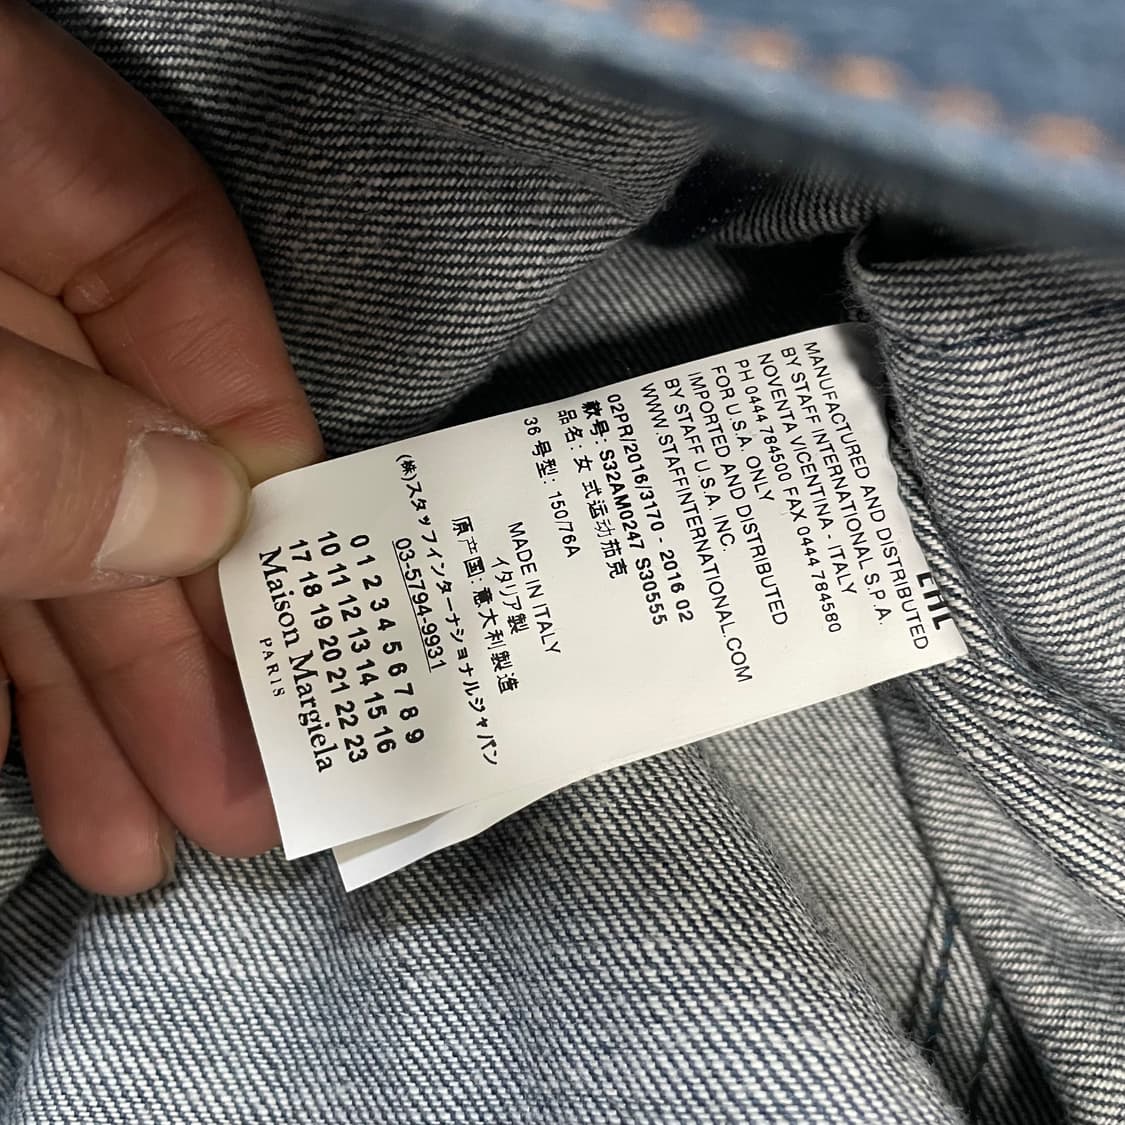 MANUFACTURED AND DISTRIBUTED
BY STAFF INTERNATIONAL S.P.A.
NOVENTA VICENTINA - ITALY
PH 0444 784500 FAX 0444 784580
FOR U.S.A. ONLY
IMPORTED AND DISTRIBUTED
BY STAFF U.S.A. INC.
WWW.STAFFINTERNATIONAL.COM
02PR/2016/3170 - 2016 02
款号: S32AM0247 S30555
品名: 女式运动茄克
36 号型: 150/76A
MADE IN ITALY
イタリア製
原产国: 意大利製造
(株)スタッフインターナショナルジャパン
03-5794-9931
0 1 2 3 4 5 6 7 8 9
10 11 12 13 14 15 16
17 18 19 20 21 22 23
Maison Margiela
PARIS